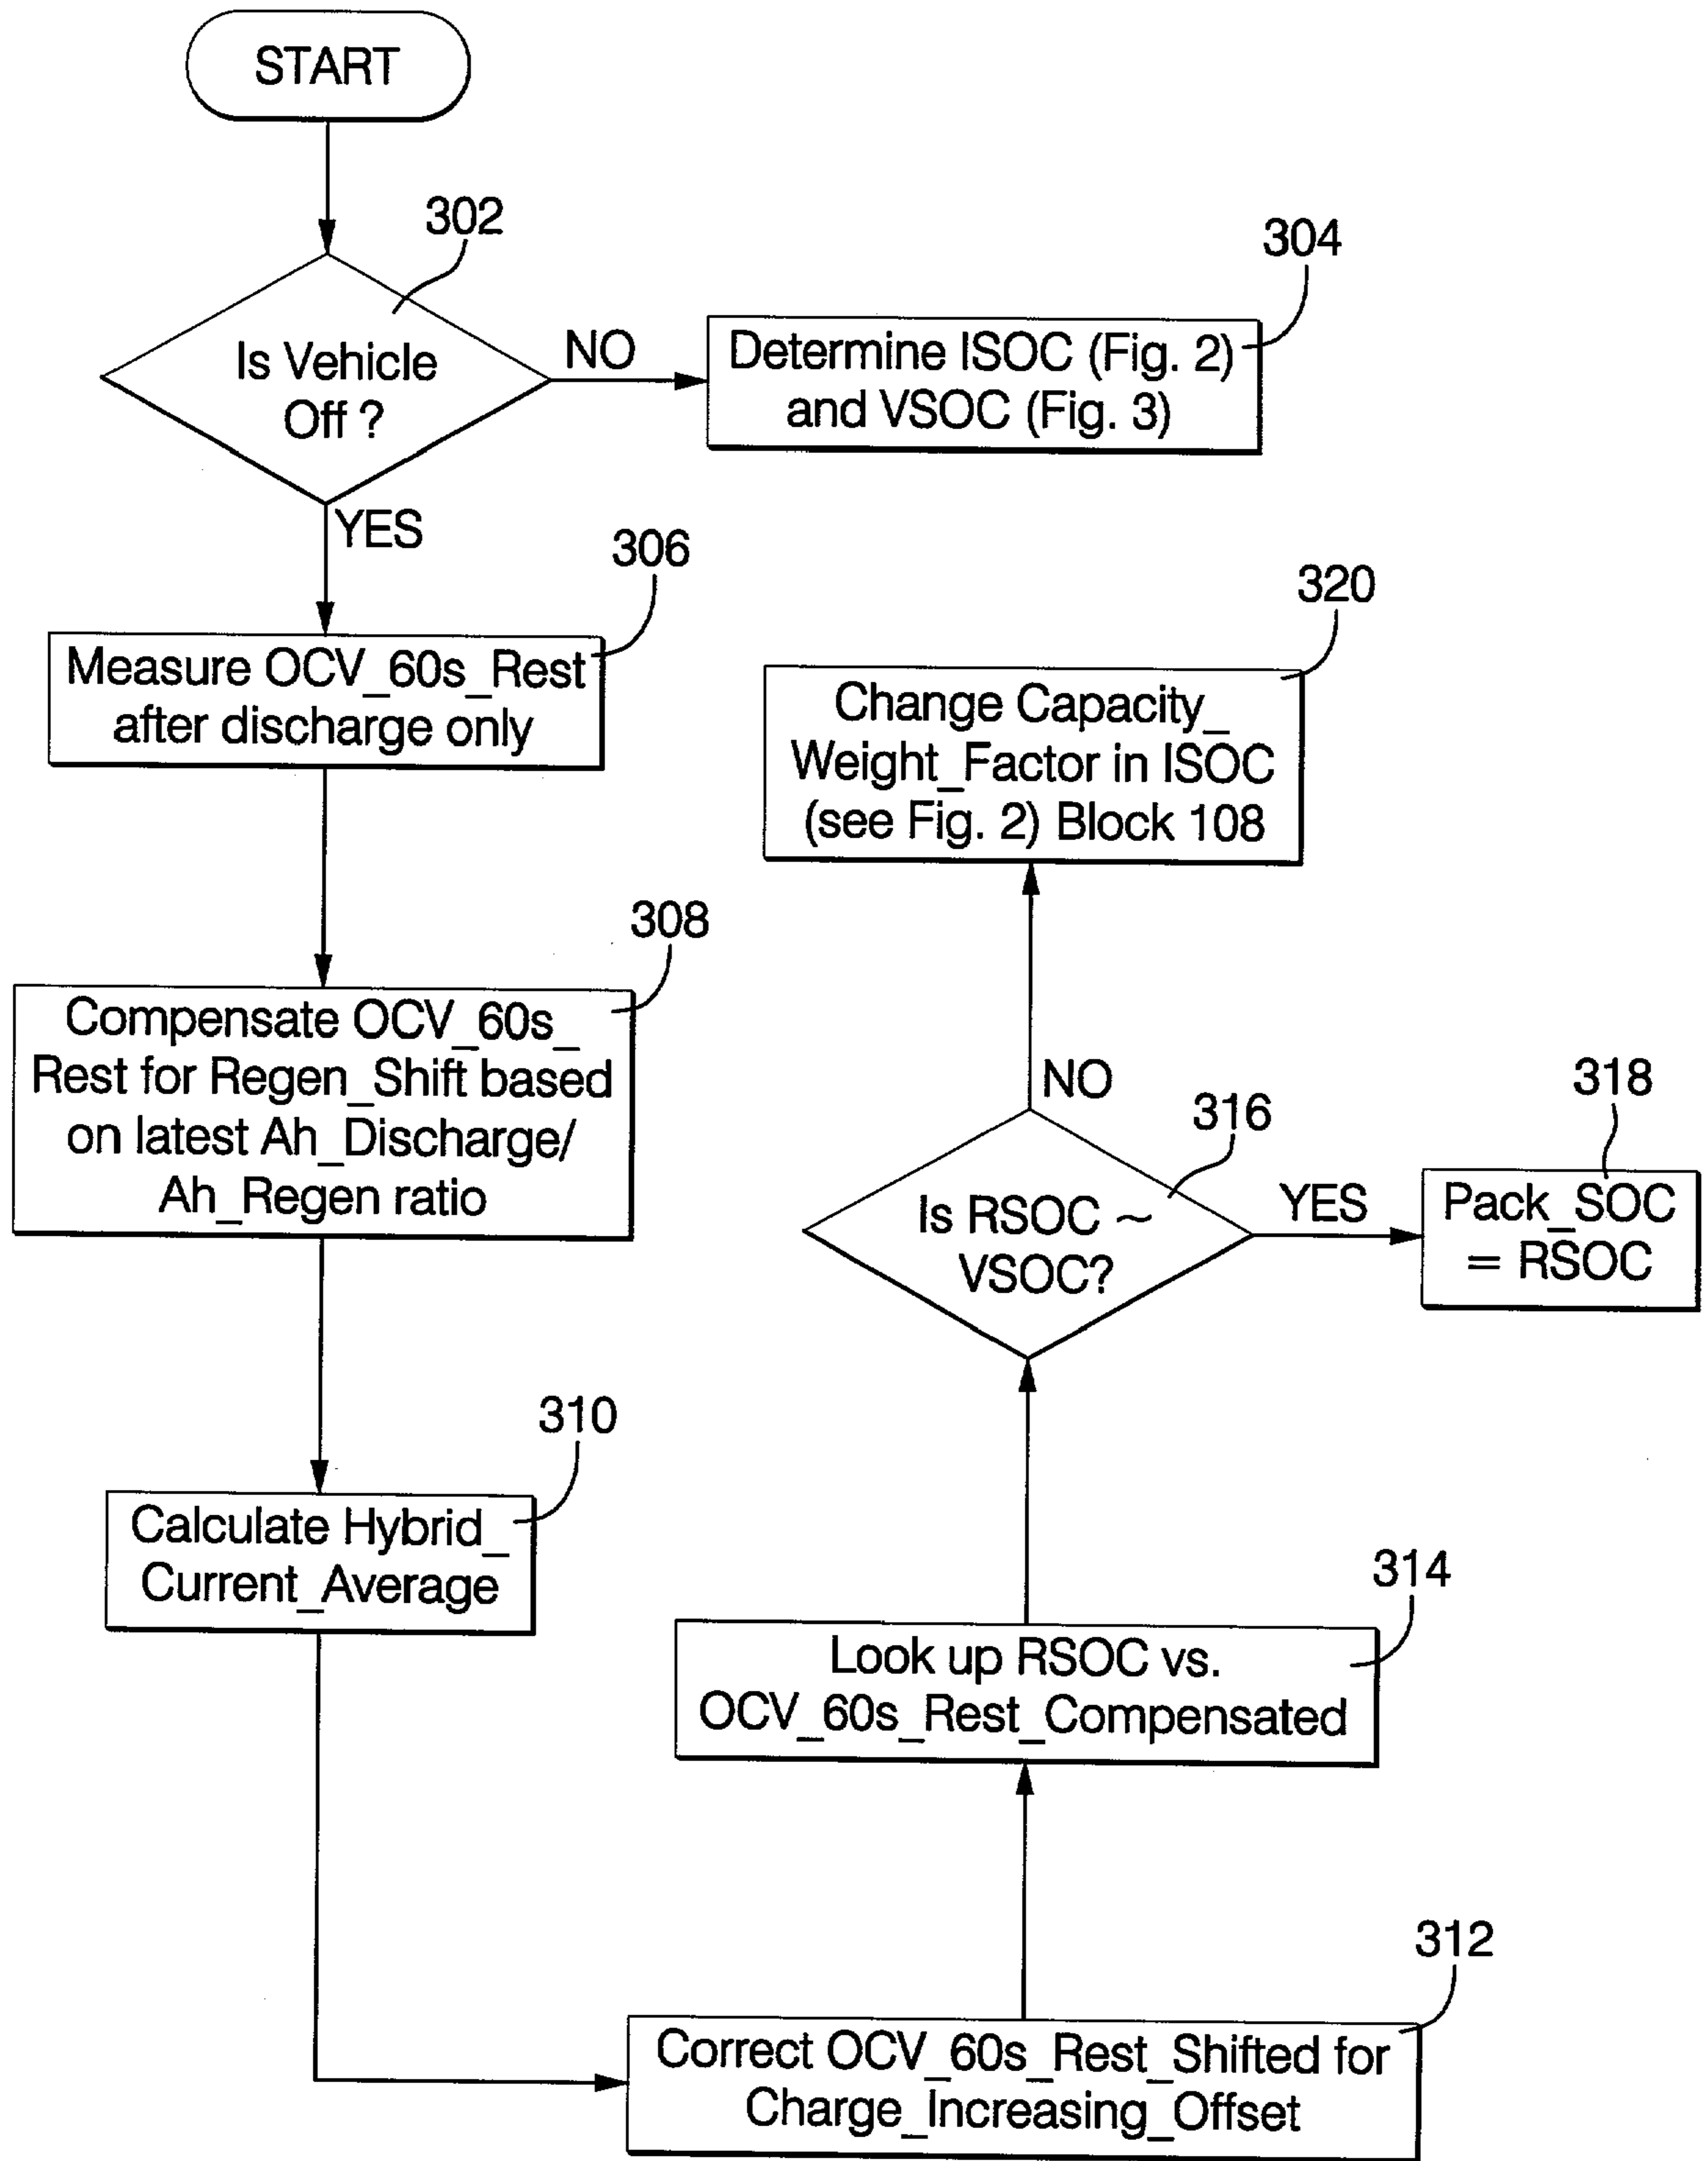 START
302
Is Vehicle
Off ?
NO
304
Determine ISOC (Fig. 2)
and VSOC (Fig. 3)
YES
306
Measure OCV_60s_Rest
after discharge only
308
Compensate OCV_60s_
Rest for Regen_Shift based
on latest Ah_Discharge/
Ah_Regen ratio
310
Calculate Hybrid_
Current_Average
312
Correct OCV_60s_Rest_Shifted for
Charge_Increasing_Offset
314
Look up RSOC vs.
OCV_60s_Rest_Compensated
316
Is RSOC ~
VSOC?
YES
318
Pack_SOC
= RSOC
NO
320
Change Capacity_
Weight_Factor in ISOC
(see Fig. 2) Block 108